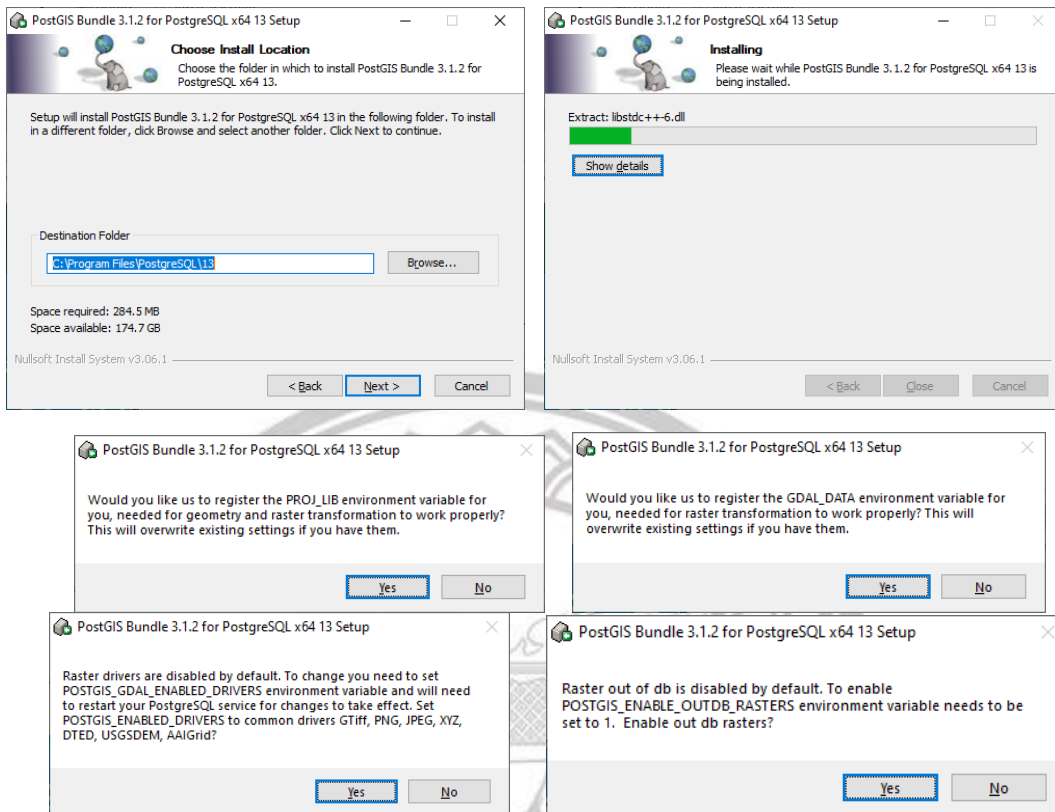 PostGIS Bundle 3.1.2 for PostgreSQL x64 13 Setup
Choose Install Location
Choose the folder in which to install PostGIS Bundle 3.1.2 for
PostgreSQL x64 13.
Setup will install PostGIS Bundle 3.1.2 for PostgreSQL x64 13 in the following folder. To install
in a different folder, click Browse and select another folder. Click Next to continue.
Destination Folder
C:\Program Files\PostgreSQL\13
Browse...
Space required: 284.5 MB
Space available: 174.7 GB
Nullsoft Install System v3.06.1
< Back
Next >
Cancel
PostGIS Bundle 3.1.2 for PostgreSQL x64 13 Setup
Installing
Please wait while PostGIS Bundle 3.1.2 for PostgreSQL x64 13 is
being installed.
Extract: libstdc++-6.dll
Show details
Nullsoft Install System v3.06.1
< Back
Close
Cancel
PostGIS Bundle 3.1.2 for PostgreSQL x64 13 Setup
Would you like us to register the PROJ_LIB environment variable for
you, needed for geometry and raster transformation to work properly?
This will overwrite existing settings if you have them.
Yes
No
PostGIS Bundle 3.1.2 for PostgreSQL x64 13 Setup
Would you like us to register the GDAL_DATA environment variable for
you, needed for raster transformation to work properly? This will
overwrite existing settings if you have them.
Yes
No
PostGIS Bundle 3.1.2 for PostgreSQL x64 13 Setup
Raster drivers are disabled by default. To change you need to set
POSTGIS_GDAL_ENABLED_DRIVERS environment variable and will need
to restart your PostgreSQL service for changes to take effect. Set
POSTGIS_ENABLED_DRIVERS to common drivers GTiff, PNG, JPEG, XYZ,
DTED, USGSDEM, AAIGrid?
Yes
No
PostGIS Bundle 3.1.2 for PostgreSQL x64 13 Setup
Raster out of db is disabled by default. To enable
POSTGIS_ENABLE_OUTDB_RASTERS environment variable needs to be
set to 1.  Enable out db rasters?
Yes
No